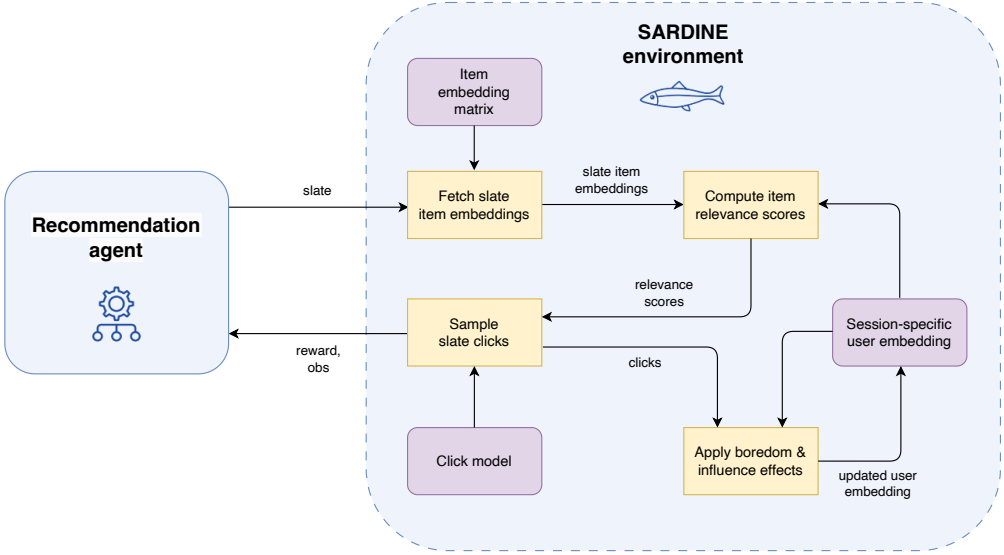 SARDINE
environment
Item
embedding
matrix
slate
Fetch slate
item embeddings
slate item
embeddings
Compute item
relevance scores
Recommendation
agent
relevance
scores
Sample
slate clicks
reward,
obs
clicks
Session-specific
user embedding
Click model
Apply boredom &
influence effects
updated user
embedding